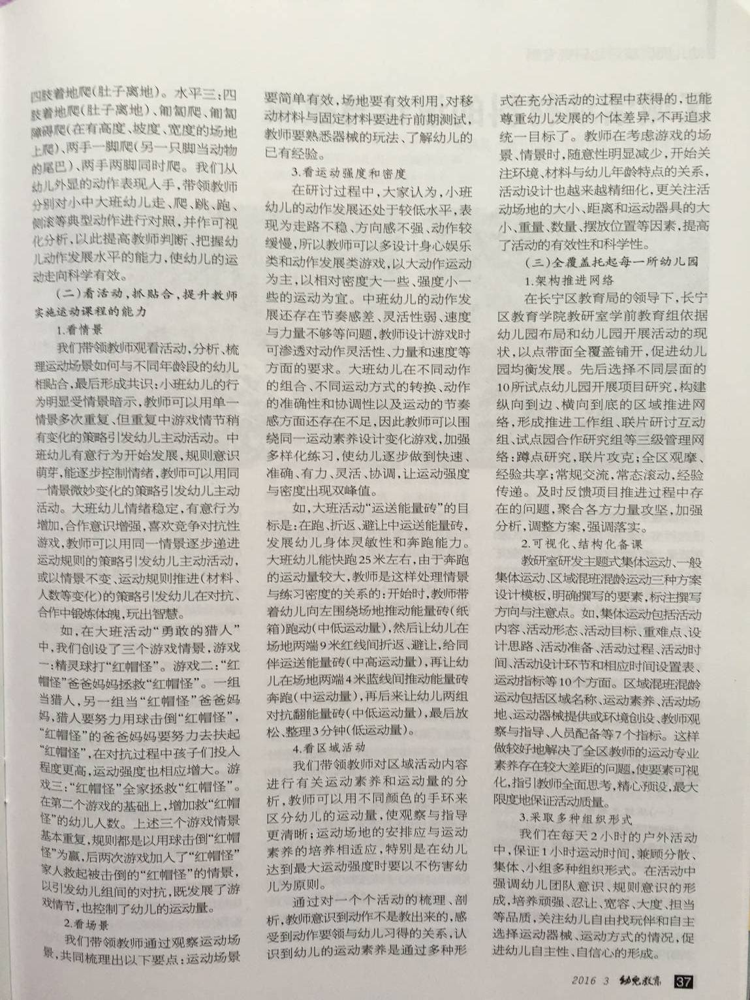 四肢着地爬(肚子离地)。水平三:四
肢着地爬(肚子离地)、匍匐爬、匍匐
障碍爬(在有高度、坡度、宽度的场地
上爬)、两手一脚爬(另一只脚当动物
的尾巴)、两手两脚同时爬。我们从
幼儿外显的动作表现入手,带领教师
分别对小中大班幼儿走、爬、跳、跑、
侧滚等典型动作进行对照,并作可视
化分析,以此提高教师判断、把握幼
儿动作发展水平的能力,使幼儿的运
动走向科学有效。
(二)看活动,抓贴合,提升教师
实施运动课程的能力
1.看情景
我们带领教师观看活动,分析、梳
理运动场景如何与不同年龄段的幼儿
相贴合,最后形成共识:小班幼儿的行
为明显受情景暗示,教师可以用单一
情景多次重复、但重复中游戏情节稍
有变化的策略引发幼儿主动活动。中
班幼儿有意行为开始发展,规则意识
萌芽,能逐步控制情绪,教师可以用同
一情景微妙变化的策略引发幼儿主动
活动。大班幼儿情绪稳定,有意行为
增加,合作意识增强,喜欢竞争对抗性
游戏,教师可以用同一情景逐步递进
运动规则的策略引发幼儿主动活动,
或以情景不变、运动规则推进(材料、
人数等变化)的策略引发幼儿在对抗、
合作中锻炼体魄,玩出智慧。
如,在大班活动“勇敢的猎人”
中,我们创设了三个游戏情景,游戏
一:精灵球打“红帽怪”。游戏二:“红
帽怪”爸爸妈妈拯救“红帽怪”。一组
当猎人,另一组当“红帽怪”爸爸妈
妈,猎人要努力用球击倒“红帽怪”,
“红帽怪”的爸爸妈妈要努力去扶起
“红帽怪”,在对抗过程中孩子们投入
程度更高,运动强度也相应增大。游
戏三:“红帽怪”全家拯救“红帽怪”。
在第二个游戏的基础上,增加救“红帽
怪”的幼儿人数。上述三个游戏情景
基本重复,规则都是以用球击倒“红帽
怪”为赢,后两次游戏加入了“红帽怪”
家人救起被击倒的“红帽怪”的情景,
以引发幼儿组间的对抗,既发展了游
戏情节,也控制了幼儿的运动量。
2.看场景
我们带领教师通过观察运动场
景,共同梳理出以下要点:运动场景
要简单有效,场地要有效利用,对移
动材料与固定材料要进行前期测试,
教师要熟悉器械的玩法、了解幼儿的
已有经验。
3.看运动强度和密度
在研讨过程中,大家认为,小班
幼儿的动作发展还处于较低水平,表
现为走路不稳、方向感不强、动作较
缓慢,所以教师可以多设计身心娱乐
类和动作发展类游戏,以大动作运动
为主,以相对密度大一些、强度小一
些的运动为宜。中班幼儿的动作发
展还存在节奏感差、灵活性弱、速度
与力量不够等问题,教师设计游戏时
可渗透对动作灵活性、力量和速度等
方面的要求。大班幼儿在不同动作
的组合、不同运动方式的转换、动作
的准确性和协调性以及运动的节奏
感方面还存在不足,因此教师可以围
绕同一运动素养设计变化游戏,加强
多样化练习,使幼儿逐步做到快速、
准确、有力、灵活、协调,让运动强度
与密度出现双峰值。
如,大班活动“运送能量砖”的目
标是:在跑、折返、避让中运送能量砖,
发展幼儿身体灵敏性和奔跑能力。
大班幼儿能快跑25米左右,由于奔跑
的运动量较大,教师是这样处理情景
与练习密度的关系的:开始时,教师带
着幼儿向左围绕场地推动能量砖(纸
箱)跑动(中低运动量),然后让幼儿在
场地两端9米红线间折返、避让,给同
伴运送能量砖(中高运动量),再让幼
儿在场地两端4米蓝线间推动能量砖
奔跑(中运动量),再后来让幼儿两组
对抗翻能量砖(中低运动量),最后放
松、整理3分钟(低运动量)。
4.看区域活动
我们带领教师对区域活动内容
进行有关运动素养和运动量的分
析,教师可以用不同颜色的手环来
区分幼儿的运动量,使观察与指导
更清晰;运动场地的安排应与运动
素养的培养相适应,特别是在幼儿
达到最大运动强度时要以不伤害幼
儿为原则。
通过对一个个活动的梳理、剖
析,教师意识到动作不是教出来的,感
受到动作要领与幼儿习得的关系,认
识到幼儿的运动素养是通过多种形
式在充分活动的过程中获得的,也能
尊重幼儿发展的个体差异,不再追求
统一目标了。教师在考虑游戏的场
景、情景时,随意性明显减少,开始关
注环境、材料与幼儿年龄特点的关系,
活动设计也越来越精细化,更关注活
动场地的大小、距离和运动器具的大
小、重量、数量、摆放位置等因素,提高
了活动的有效性和科学性。
(三)全覆盖托起每一所幼儿园
1.架构推进网络
在长宁区教育局的领导下,长宁
区教育学院教研室学前教育组依据
幼儿园布局和幼儿园开展活动的现
状,以点带面全覆盖铺开,促进幼儿
园均衡发展。先后选择不同层面的
10所试点幼儿园开展项目研究,构建
纵向到边、横向到底的区域推进网
络,形成推进工作组、联片研讨互动
组、试点园合作研究组等三级管理网
络:蹲点研究,联片攻克;全区观摩、
经验共享;常规交流,常态滚动,经验
传递。及时反馈项目推进过程中存
在的问题,聚合各方力量攻坚,加强
分析,调整方案,强调落实。
2.可视化、结构化备课
教研室研发主题式集体运动、一般
集体运动、区域混班混龄运动三种方案
设计模板,明确撰写的要素,标注撰写
方向与注意点。如,集体运动包括活动
内容、活动形态、活动目标、重难点、设
计思路、活动准备、活动过程、活动时
间、活动设计环节和相应时间设置表、
运动指标等10个方面。区域混班混龄
运动包括区域名称、运动素养、活动场
地、运动器械提供或环境创设、教师观
察与指导、人员配备等7个指标。这样
做较好地解决了全区教师的运动专业
素养存在较大差距的问题,使要素可视
化,指引教师全面思考,精心预设,最大
限度地保证活动质量。
3.采取多种组织形式
我们在每天2小时的户外活动
中,保证1小时运动时间,兼顾分散、
集体、小组多种组织形式。在活动中
强调幼儿团队意识、规则意识的形
成,培养顽强、忍让、宽容、大度、担当
等品质,关注幼儿自由找玩伴和自主
选择运动器械、运动方式的情况,促
进幼儿自主性、自信心的形成。
2016 3 幼儿教育 37